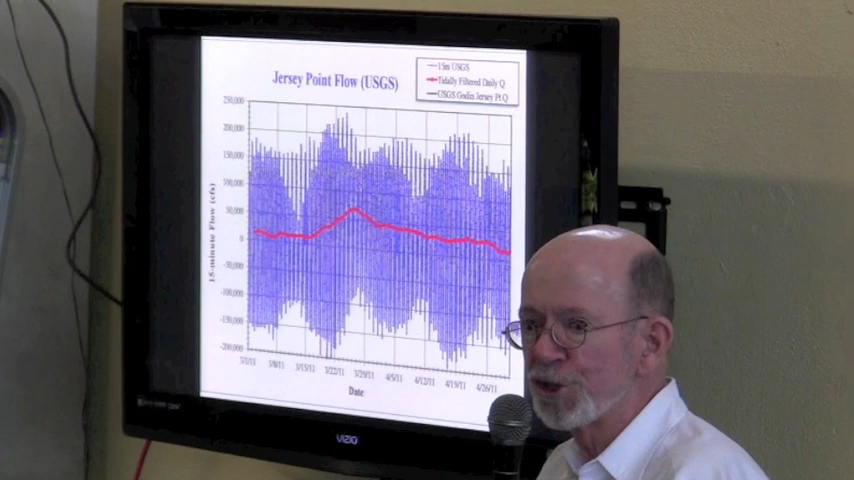 Jersey Point Flow (USGS)
15m USGS
Tidally Filtered Daily Q
USGS Godin Jersey Pt Q
250,000
200,000
150,000
100,000
50,000
0
-50,000
-100,000
-150,000
-200,000
15-minute Flow (cfs)
3/1/11 3/8/11 3/15/11 3/22/11 3/29/11 4/5/11 4/12/11 4/19/11 4/26/11
Date
VIZIO